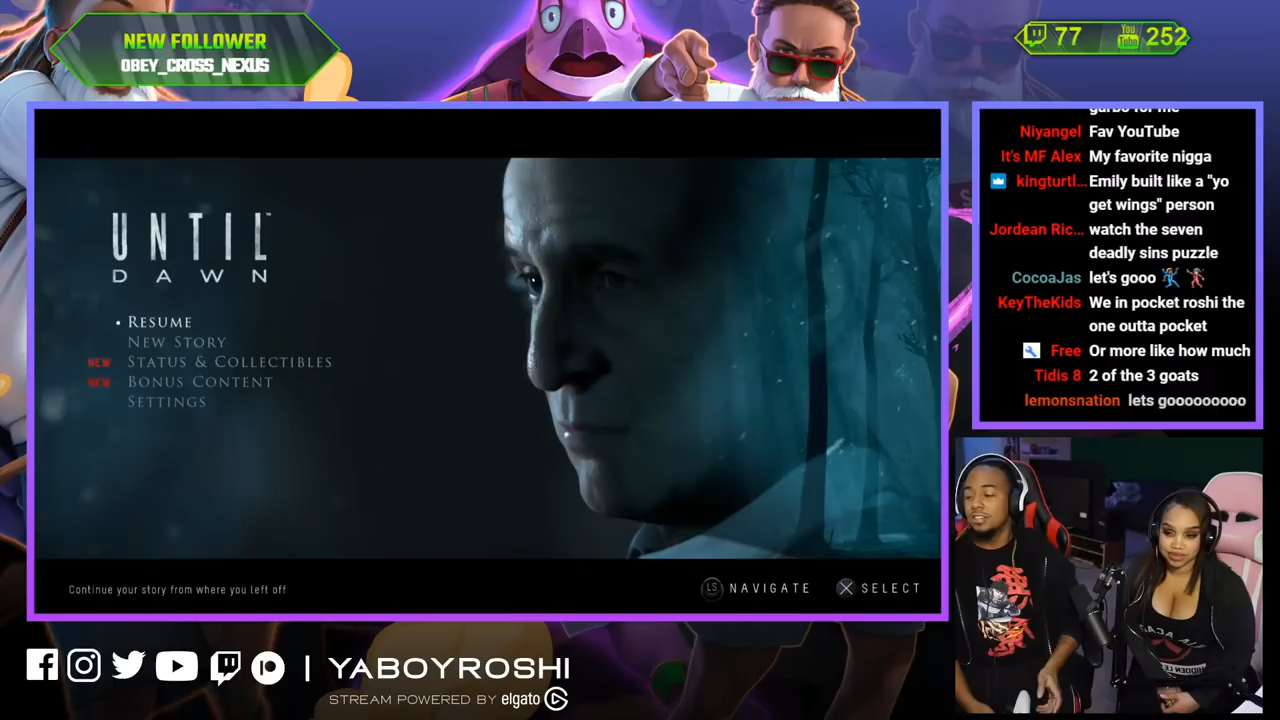 NEW FOLLOWER
OBEY_CROSS_NEXUS
77
You Tube
252
Niyangel Fav YouTube
It's MF Alex My favorite nigga
kingturtl... Emily built like a "yo
get wings" person
Jordean Ric... watch the seven
deadly sins puzzle
CocoaJas let's gooo
KeyTheKids We in pocket roshi the
one outta pocket
Free Or more like how much
Tidis 8 2 of the 3 goats
lemonsnation lets gooooooooo
UNTIL™
DAWN
• RESUME
NEW STORY
NEW STATUS & COLLECTIBLES
NEW BONUS CONTENT
SETTINGS
Continue your story from where you left off
LS NAVIGATE
SELECT
| YABOYROSHI
STREAM POWERED BY elgato